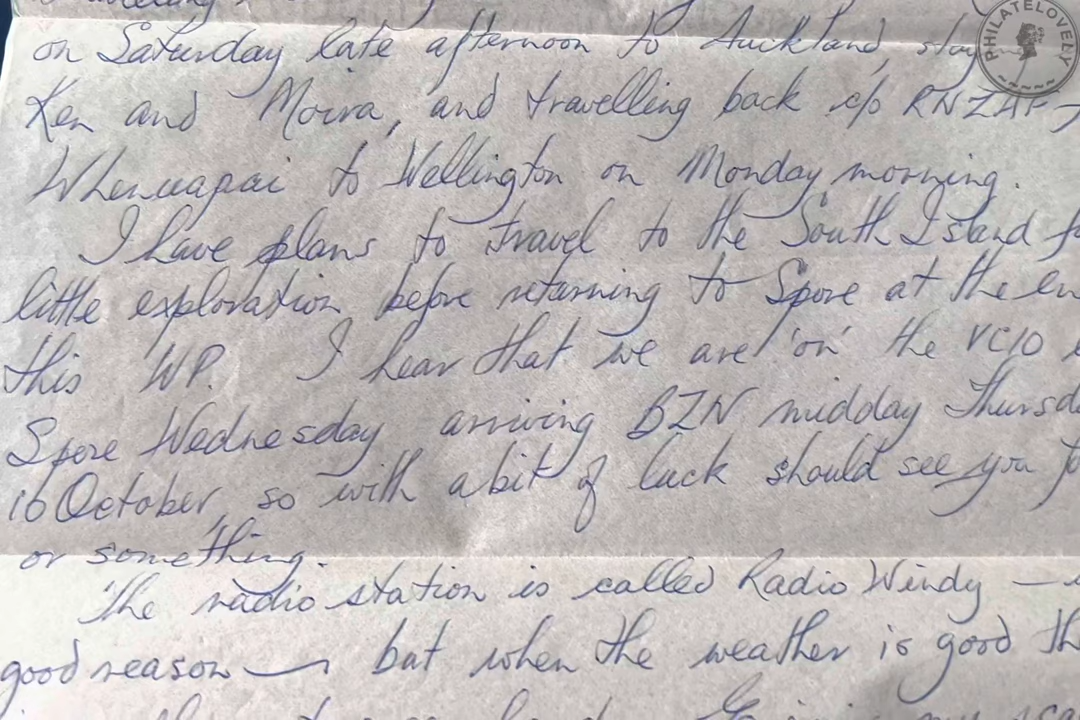 on Saturday late afternoon to Auckland, stay
Ken and Moira, and travelling back c/o RNZAF -
Whenuapai to Wellington on Monday morning.
I have plans to travel to the South Island
little exploration before returning to Spore at the
this WP. I hear that we are 'on' the VC10
Spore Wednesday arriving BZN midday Thursda
16 October, so with a bit of luck should see you
or something.
The radio station is called Radio Windy —
good reason — but when the weather is good
PHILATELOVELY